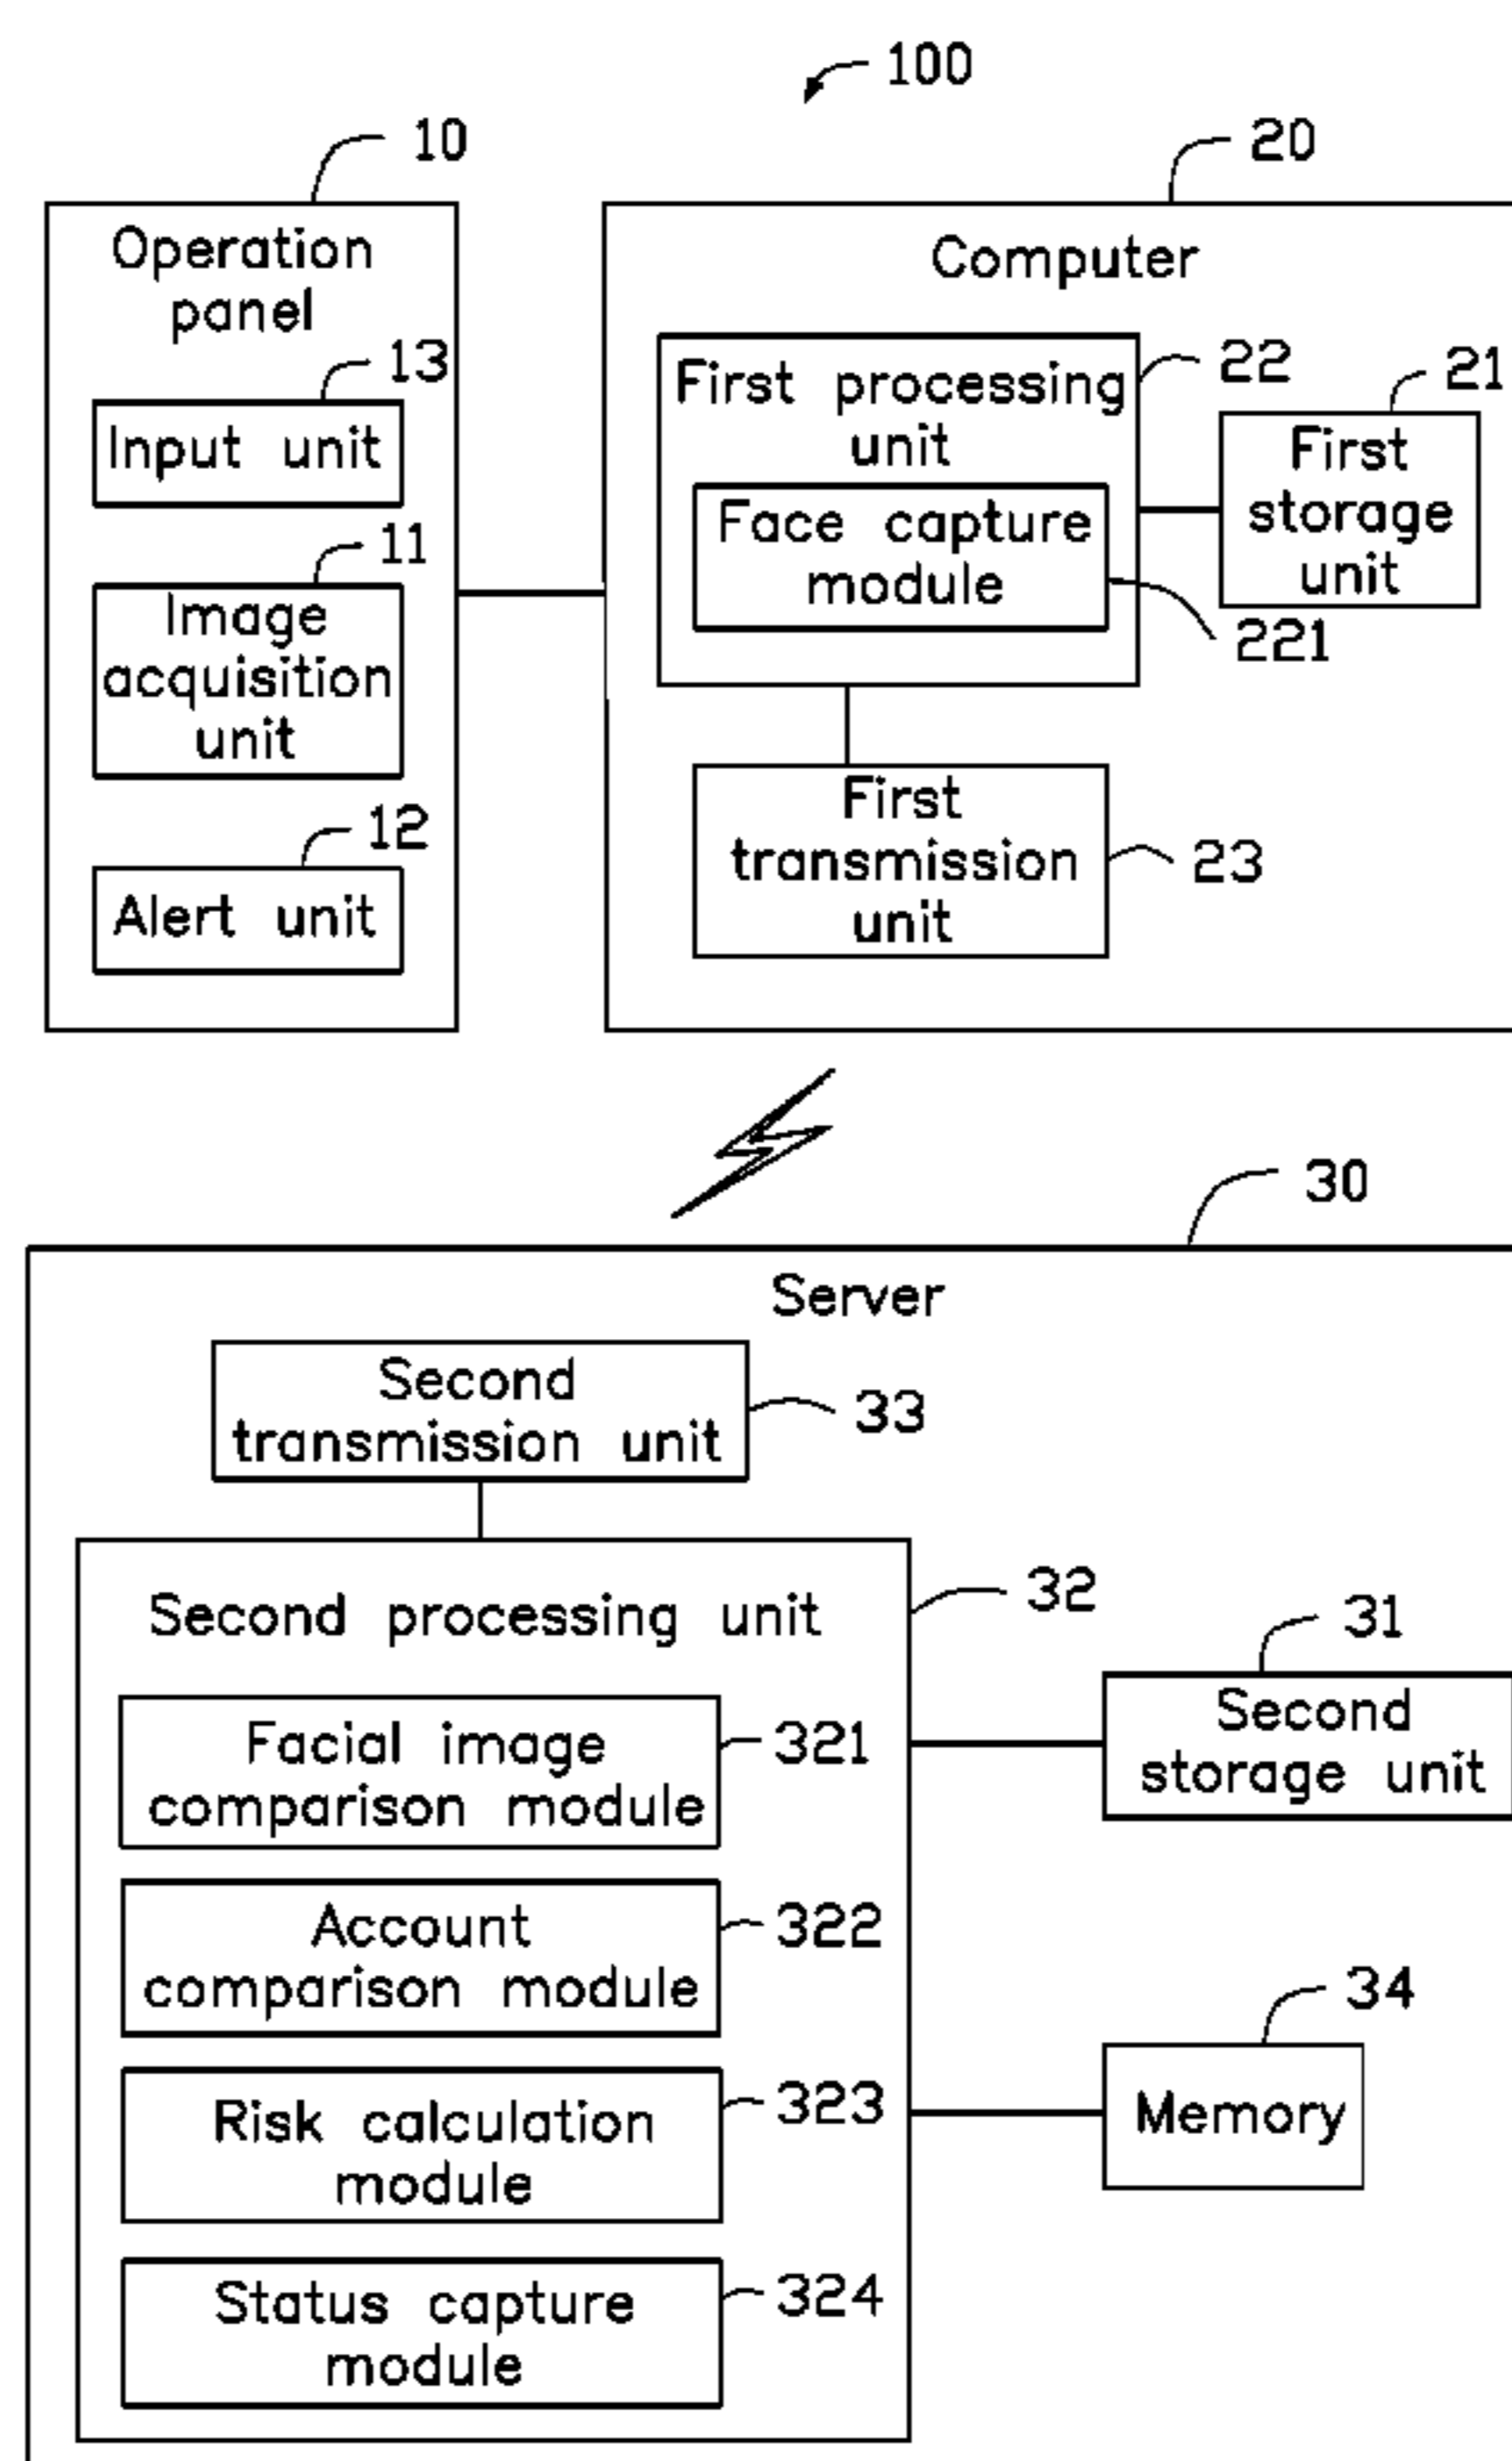 100
10
Operation
panel
13
Input unit
11
Image
acquisition
unit
12
Alert unit
20
Computer
22
First processing
unit
Face capture
module
221
21
First
storage
unit
First
transmission
unit
23
30
Server
Second
transmission unit
33
Second processing unit
32
Facial image
comparison module
321
Account
comparison module
322
Risk calculation
module
323
Status capture
module
324
31
Second
storage unit
34
Memory